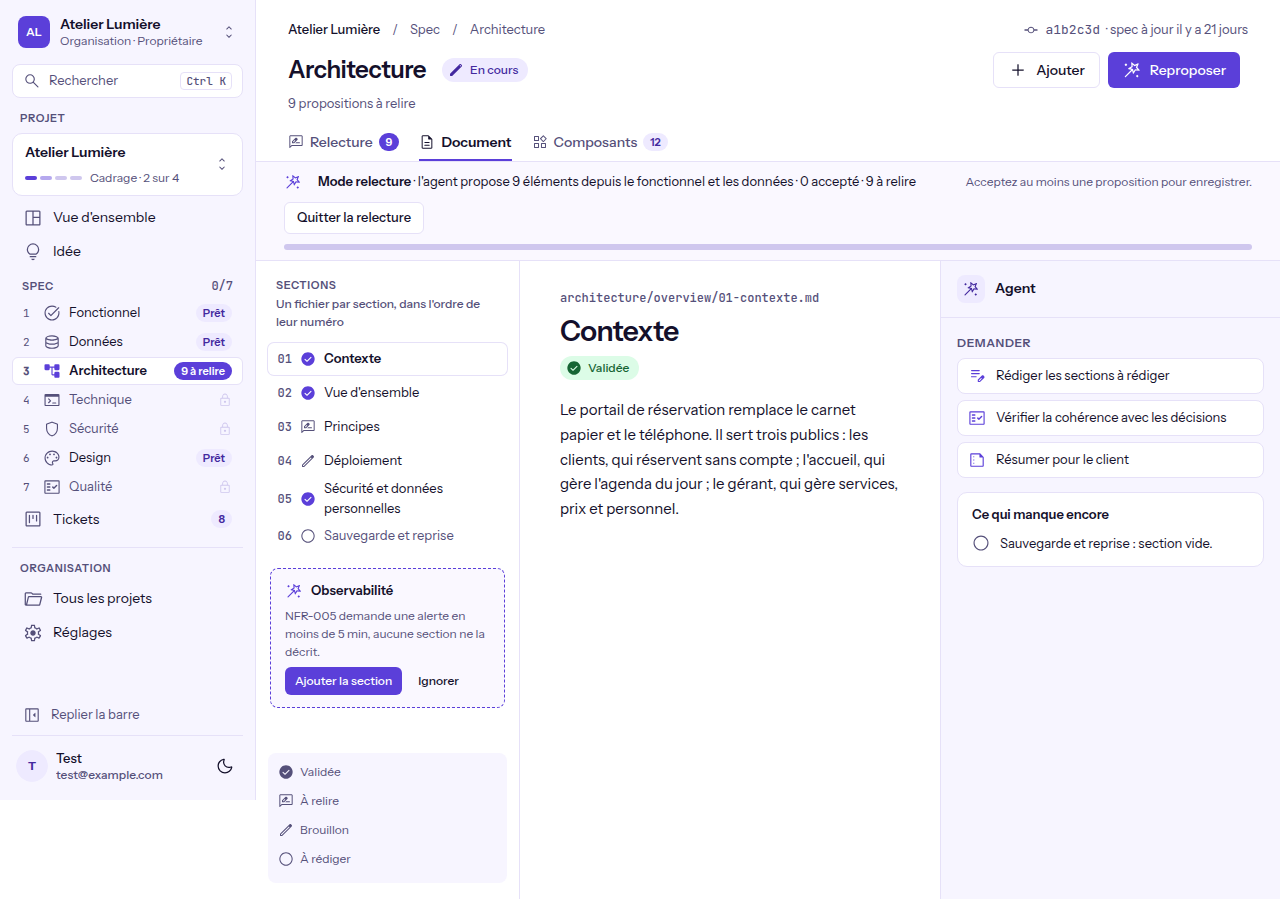 AL
Atelier Lumière
Organisation · Propriétaire
Rechercher
Ctrl K
PROJET
Atelier Lumière
Cadrage · 2 sur 4
Vue d'ensemble
Idée
SPEC 0/7
1 Fonctionnel Prêt
2 Données Prêt
3 Architecture 9 à relire
4 Technique
5 Sécurité
6 Design Prêt
7 Qualité
Tickets 8
ORGANISATION
Tous les projets
Réglages
Replier la barre
T
Test
test@example.com
Atelier Lumière / Spec / Architecture
a1b2c3d · spec à jour il y a 21 jours
Architecture
En cours
Ajouter
Reproposer
9 propositions à relire
Relecture 9
Document
Composants 12
Mode relecture · l'agent propose 9 éléments depuis le fonctionnel et les données · 0 accepté · 9 à relire
Acceptez au moins une proposition pour enregistrer.
Quitter la relecture
SECTIONS
Un fichier par section, dans l'ordre de
leur numéro
01 Contexte
02 Vue d'ensemble
03 Principes
04 Déploiement
05 Sécurité et données
personnelles
06 Sauvegarde et reprise
Observabilité
NFR-005 demande une alerte en
moins de 5 min, aucune section ne la
décrit.
Ajouter la section
Ignorer
Validée
À relire
Brouillon
À rédiger
architecture/overview/01-contexte.md
Contexte
Validée
Le portail de réservation remplace le carnet
papier et le téléphone. Il sert trois publics : les
clients, qui réservent sans compte ; l'accueil, qui
gère l'agenda du jour ; le gérant, qui gère services,
prix et personnel.
Agent
DEMANDER
Rédiger les sections à rédiger
Vérifier la cohérence avec les décisions
Résumer pour le client
Ce qui manque encore
Sauvegarde et reprise : section vide.